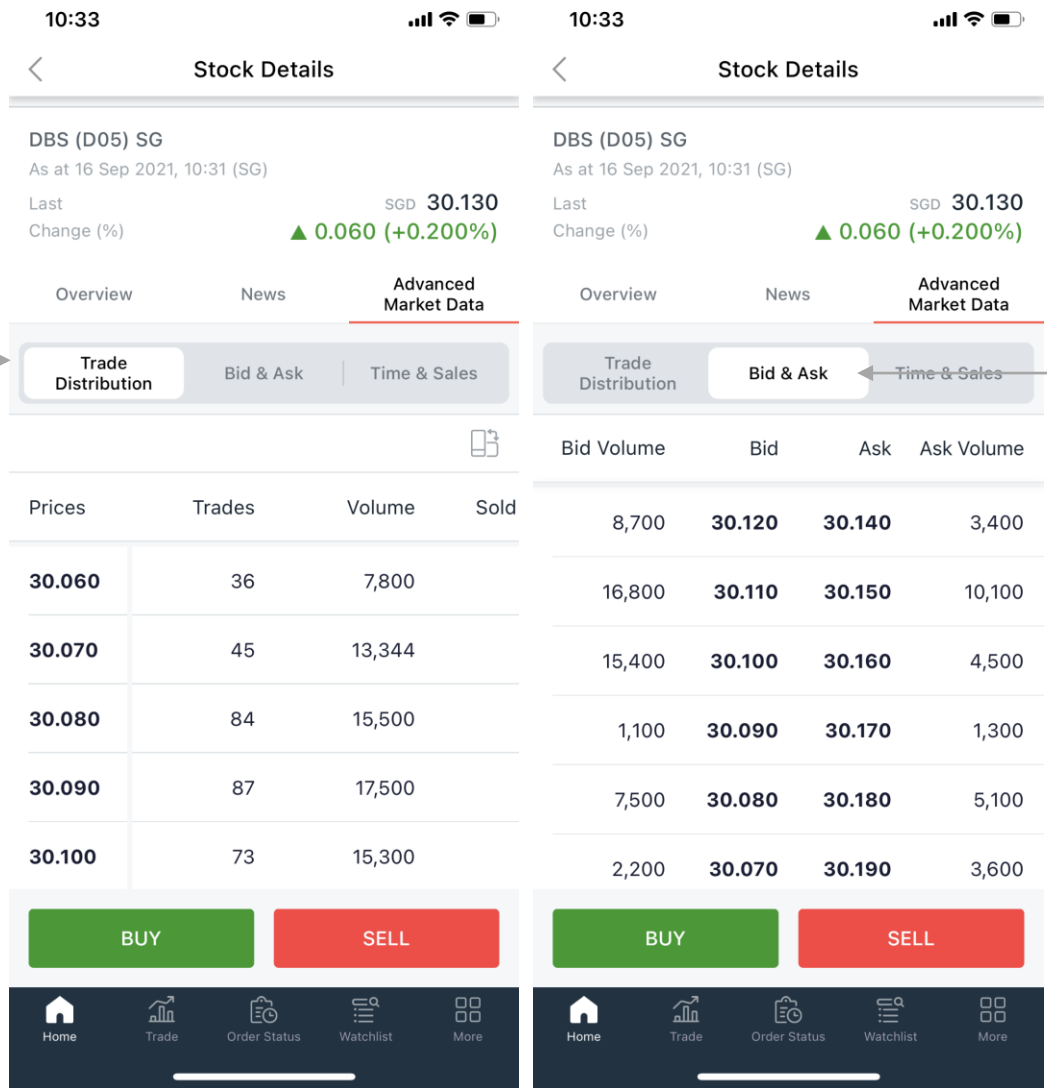 10:33
Stock Details
DBS (D05) SG
As at 16 Sep 2021, 10:31 (SG)
Last SGD 30.130
Change (%) ▲ 0.060 (+0.200%)
Overview News Advanced
Market Data
Trade
Distribution Bid & Ask Time & Sales
Prices Trades Volume Sold
30.060 36 7,800
30.070 45 13,344
30.080 84 15,500
30.090 87 17,500
30.100 73 15,300
BUY SELL
Home Trade Order Status Watchlist More
10:33
Stock Details
DBS (D05) SG
As at 16 Sep 2021, 10:31 (SG)
Last SGD 30.130
Change (%) ▲ 0.060 (+0.200%)
Overview News Advanced
Market Data
Trade
Distribution Bid & Ask Time & Sales
Bid Volume Bid Ask Ask Volume
8,700 30.120 30.140 3,400
16,800 30.110 30.150 10,100
15,400 30.100 30.160 4,500
1,100 30.090 30.170 1,300
7,500 30.080 30.180 5,100
2,200 30.070 30.190 3,600
BUY SELL
Home Trade Order Status Watchlist More